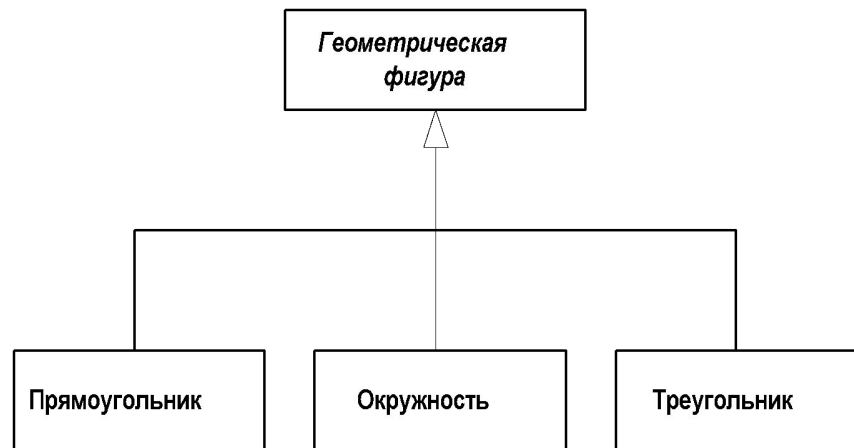 Геометрическая
фигура
Прямоугольник
Окружность
Треугольник